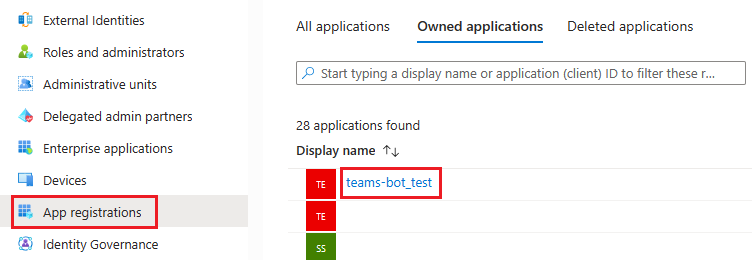 External Identities
Roles and administrators
Administrative units
Delegated admin partners
Enterprise applications
Devices
App registrations
Identity Governance
All applications Owned applications Deleted applications
Start typing a display name or application (client) ID to filter these r...
28 applications found
Display name
TE teams-bot_test
TE
SS